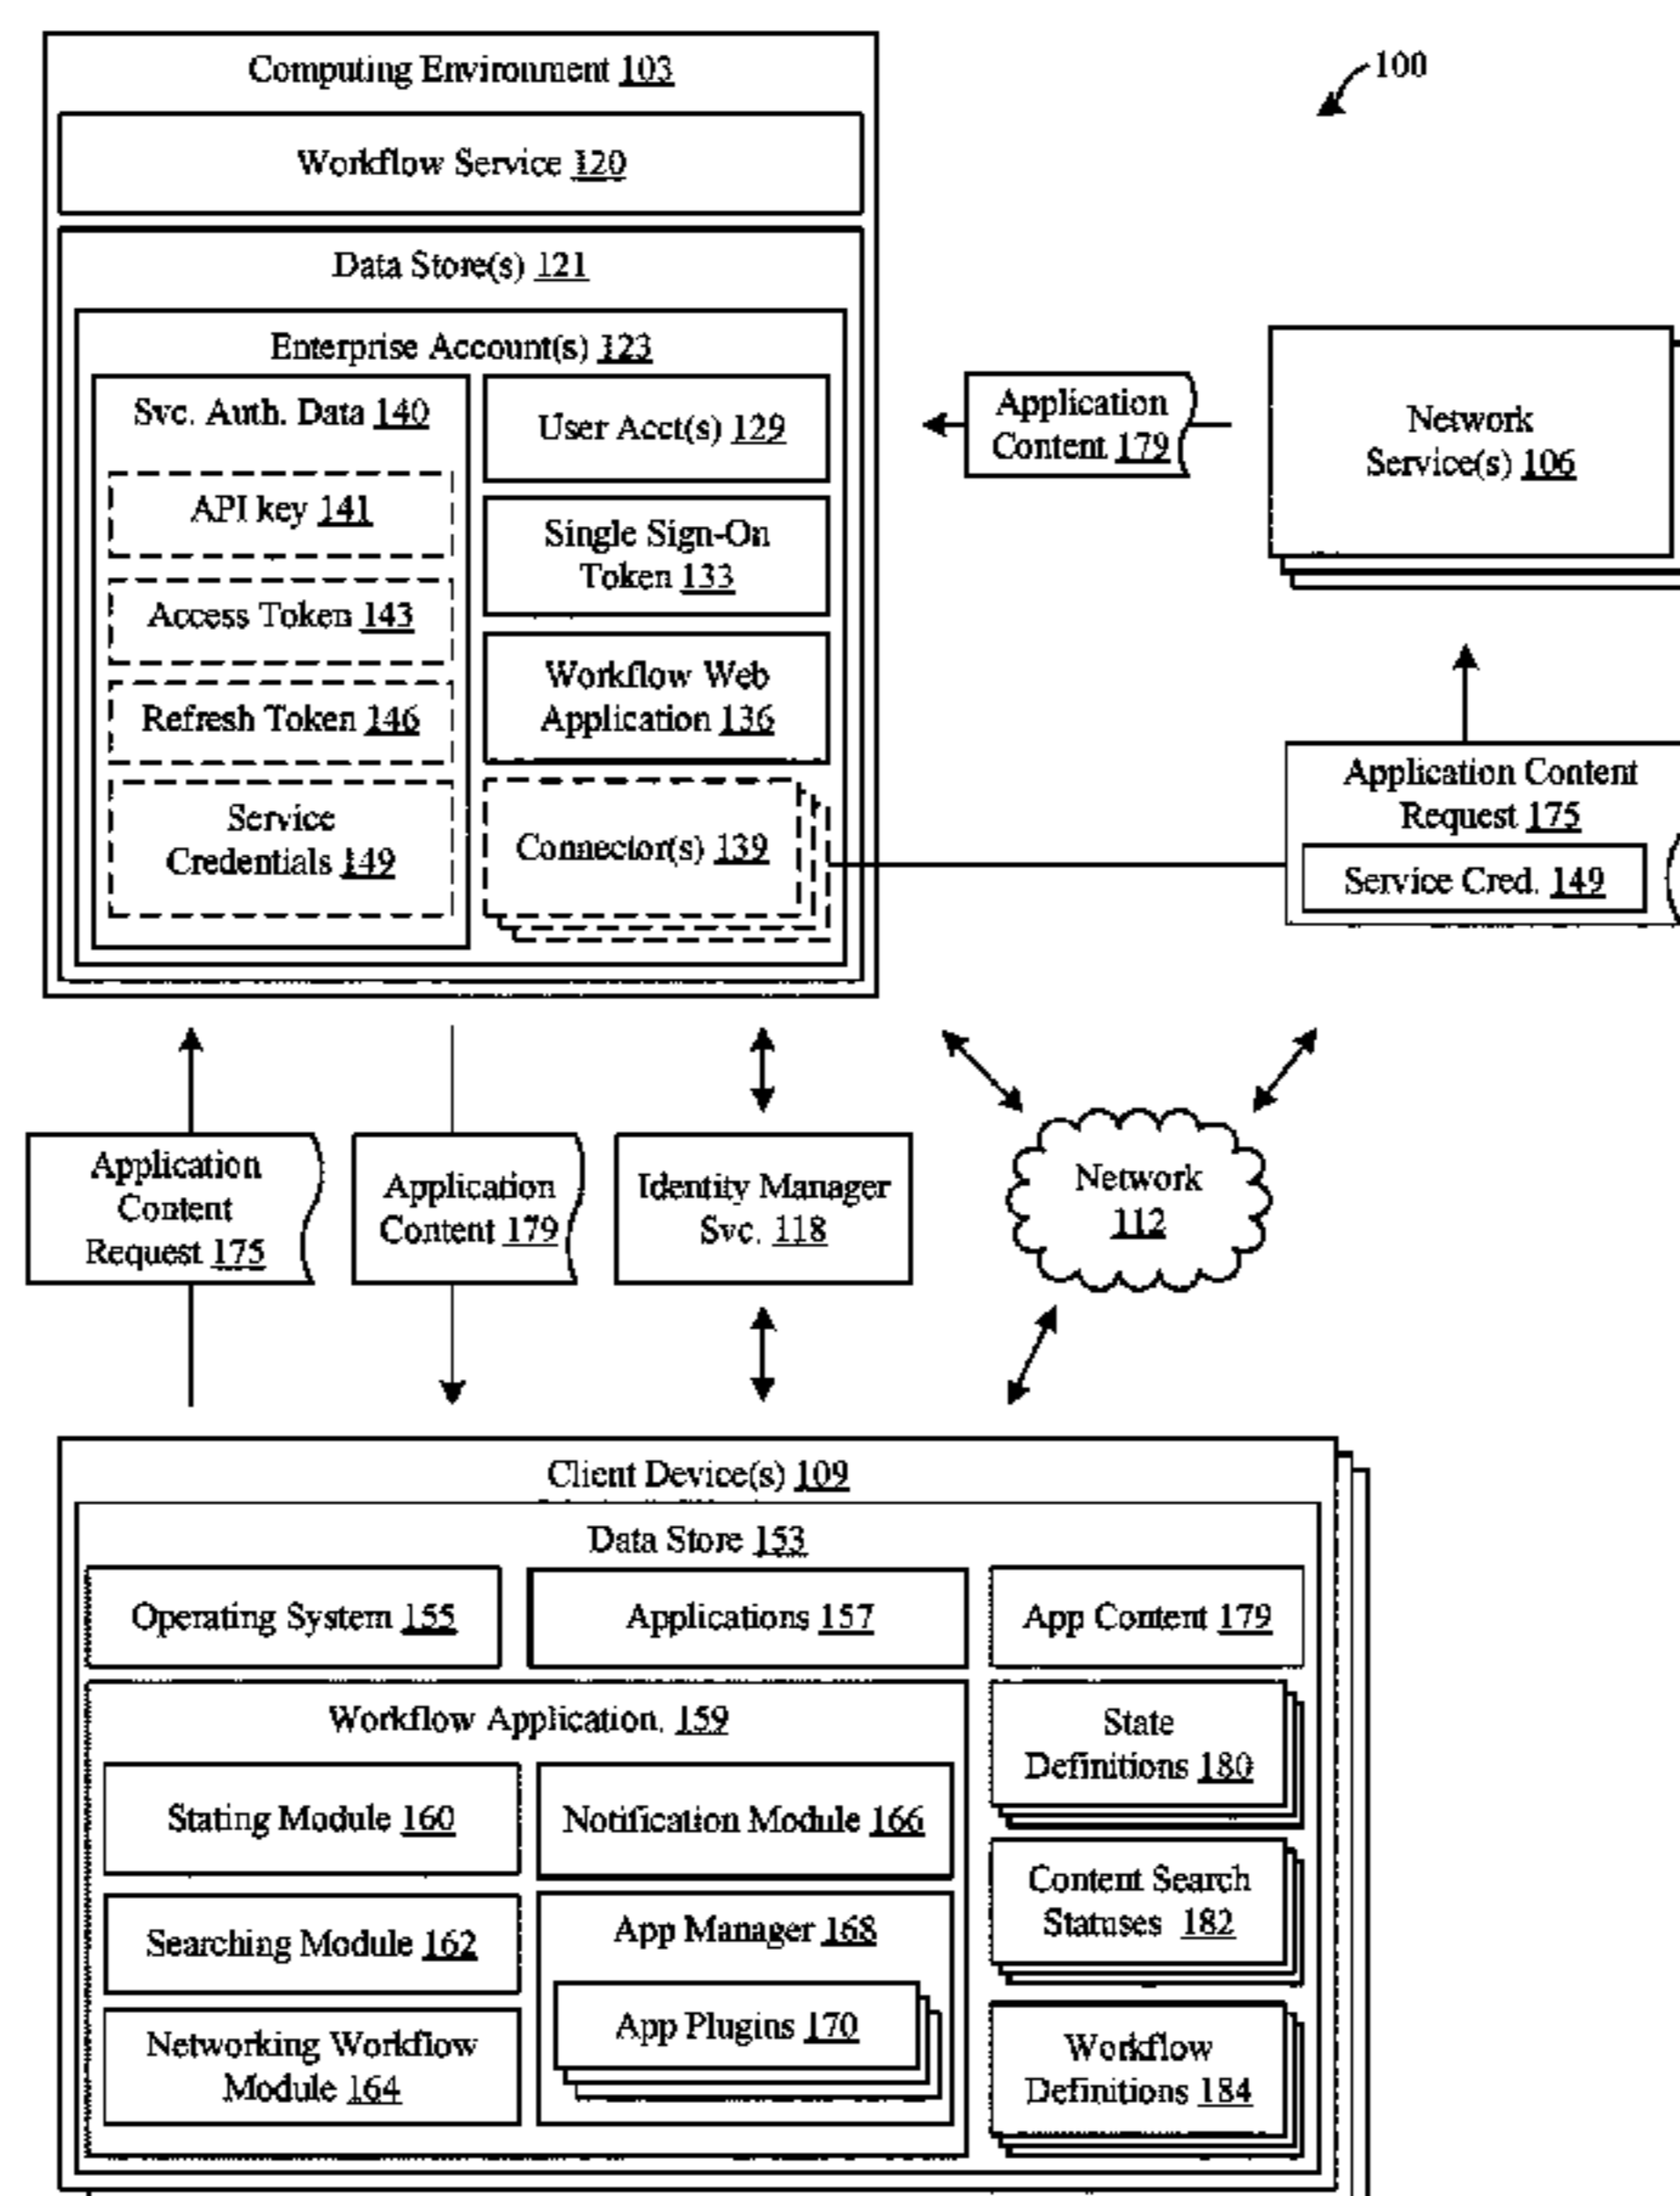 Computing Environment 103
100
Workflow Service 120
Data Store(s) 121
Enterprise Account(s) 123
Svc. Auth. Data 140
API key 141
Access Token 143
Refresh Token 146
Service
Credentials 149
User Acct(s) 129
Single Sign-On
Token 133
Workflow Web
Application 136
Connector(s) 139
Application
Content 179
Network
Service(s) 106
Application Content
Request 175
Service Cred. 149
Application
Content
Request 175
Application
Content 179
Identity Manager
Svc. 118
Network
112
Client Device(s) 109
Data Store 153
Operating System 155
Applications 157
App Content 179
Workflow Application. 159
Stating Module 160
Searching Module 162
Networking Workflow
Module 164
Notification Module 166
App Manager 168
App Plugins 170
State
Definitions 180
Content Search
Statuses 182
Workflow
Definitions 184